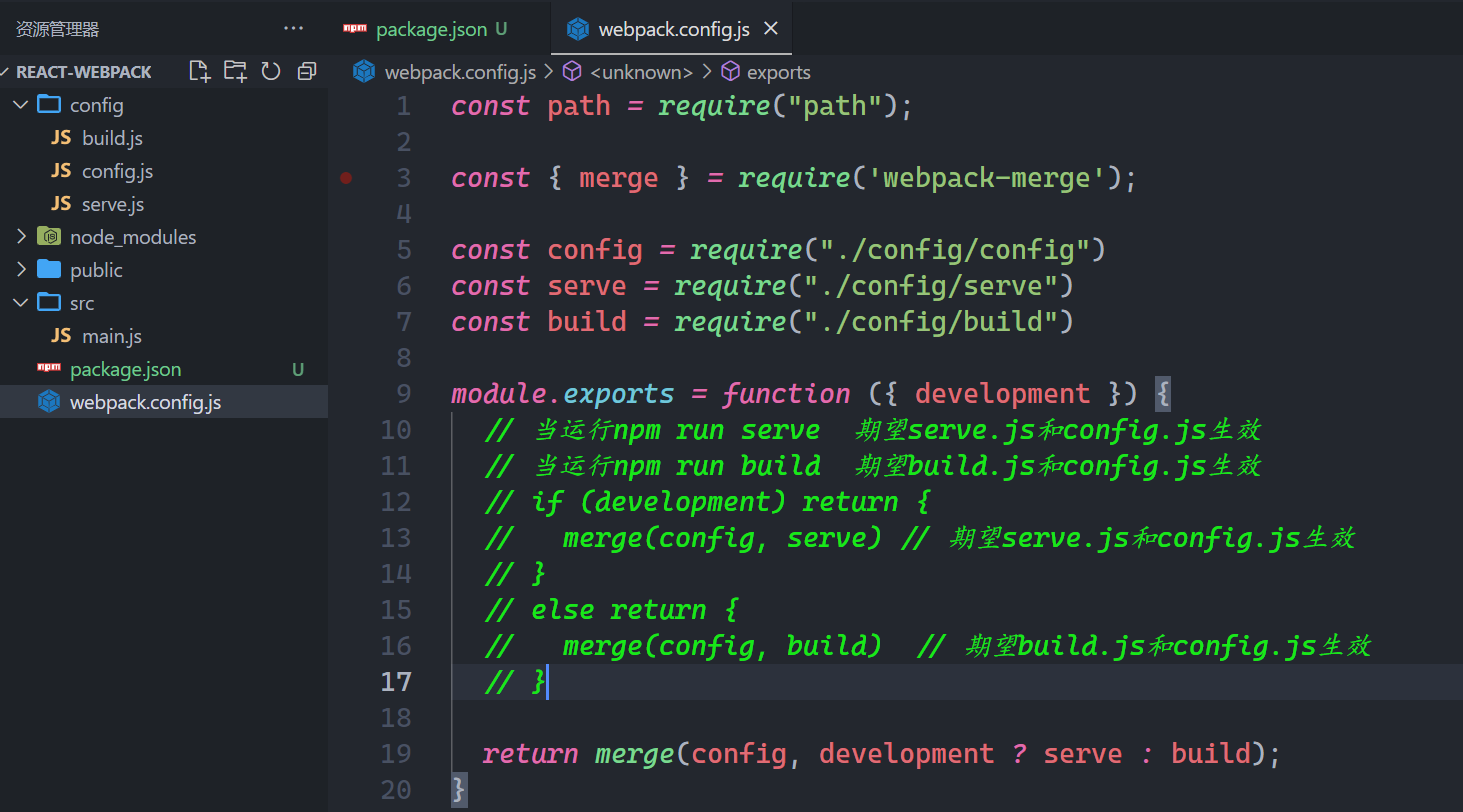 资源管理器 ···
REACT-WEBPACK
config
JS build.js
JS config.js
JS serve.js
node_modules
public
src
JS main.js
npm package.json U
webpack.config.js
npm package.json U
webpack.config.js
webpack.config.js > <unknown> > exports
1 const path = require("path");
2
3 const { merge } = require('webpack-merge');
4
5 const config = require("./config/config")
6 const serve = require("./config/serve")
7 const build = require("./config/build")
8
9 module.exports = function ({ development }) {
10 // 当运行npm run serve  期望serve.js和config.js生效
11 // 当运行npm run build  期望build.js和config.js生效
12 // if (development) return {
13 //   merge(config, serve) // 期望serve.js和config.js生效
14 // }
15 // else return {
16 //   merge(config, build)  // 期望build.js和config.js生效
17 // }
18
19 return merge(config, development ? serve : build);
20 }